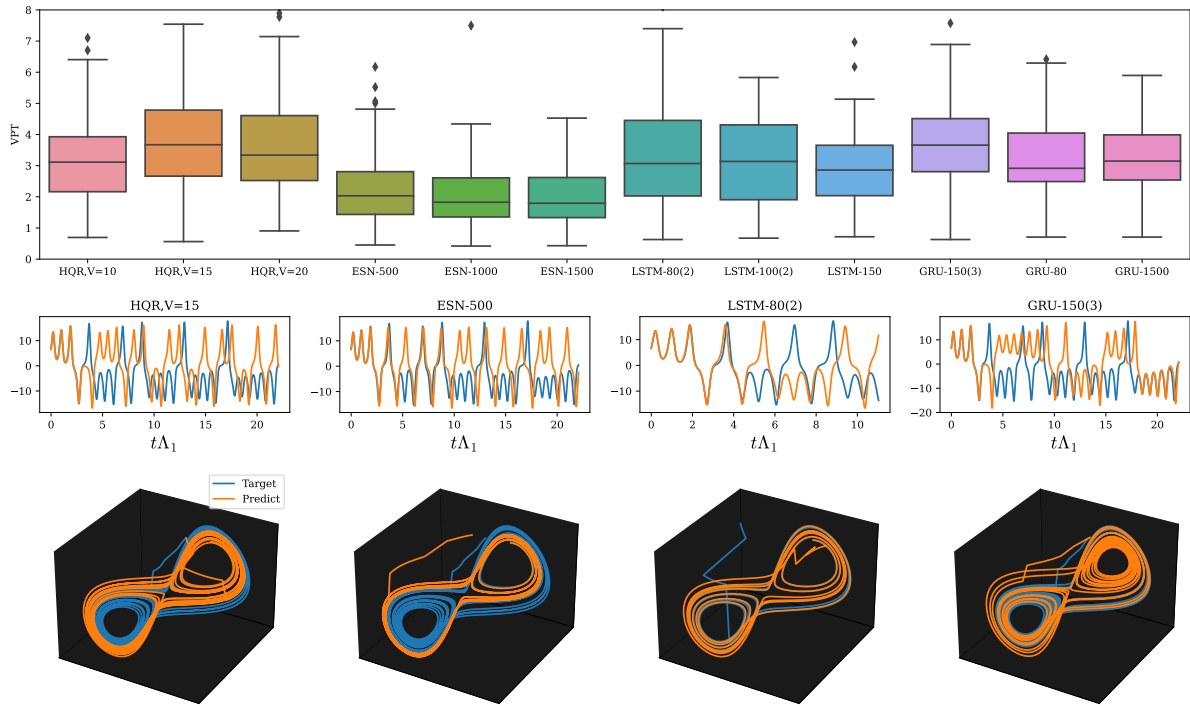 8
7
6
5
4
3
2
1
0
VPT
HQR,V=10 HQR,V=15 HQR,V=20 ESN-500 ESN-1000 ESN-1500 LSTM-80(2) LSTM-100(2) LSTM-150 GRU-150(3) GRU-80 GRU-1500
HQR,V=15
10
0
−10
0 5 10 15 20
tΛ₁
ESN-500
10
0
−10
0 5 10 15 20
tΛ₁
LSTM-80(2)
10
0
−10
0 2 4 6 8 10
tΛ₁
GRU-150(3)
10
0
−10
−20
0 5 10 15 20
tΛ₁
Target
Predict